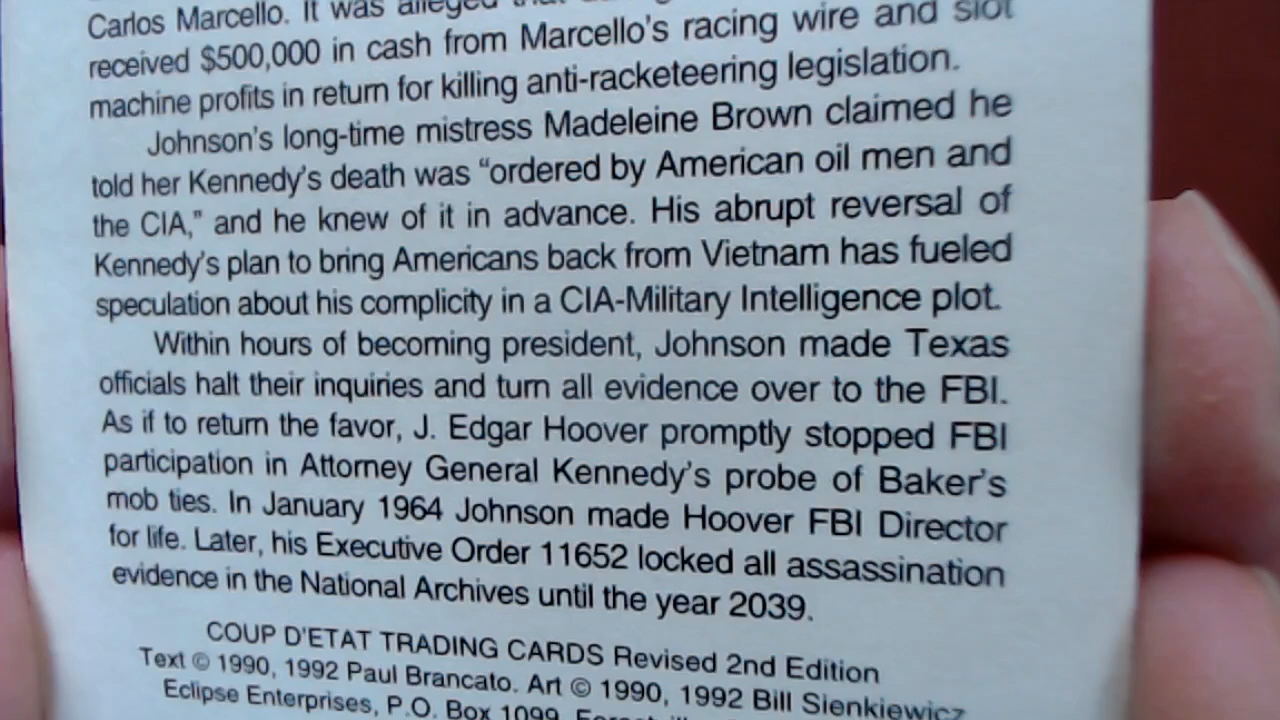 Carlos Marcello. It was alleged that
received $500,000 in cash from Marcello's racing wire and slot
machine profits in return for killing anti-racketeering legislation.
Johnson's long-time mistress Madeleine Brown claimed he
told her Kennedy's death was “ordered by American oil men and
the CIA,” and he knew of it in advance. His abrupt reversal of
Kennedy's plan to bring Americans back from Vietnam has fueled
speculation about his complicity in a CIA-Military Intelligence plot.
Within hours of becoming president, Johnson made Texas
officials halt their inquiries and turn all evidence over to the FBI.
As if to return the favor, J. Edgar Hoover promptly stopped FBI
participation in Attorney General Kennedy's probe of Baker's
mob ties. In January 1964 Johnson made Hoover FBI Director
for life. Later, his Executive Order 11652 locked all assassination
evidence in the National Archives until the year 2039.
COUP D'ETAT TRADING CARDS Revised 2nd Edition
Text © 1990, 1992 Paul Brancato. Art © 1990, 1992 Bill Sienkiewicz
Eclipse Enterprises, P.O. Box 1099,